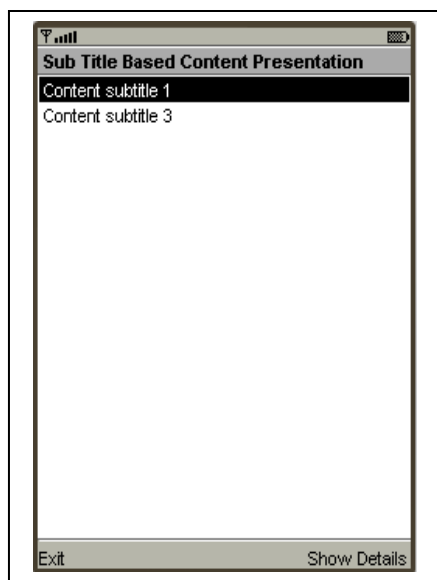 Sub Title Based Content Presentation
Content subtitle 1
Content subtitle 3
Exit Show Details